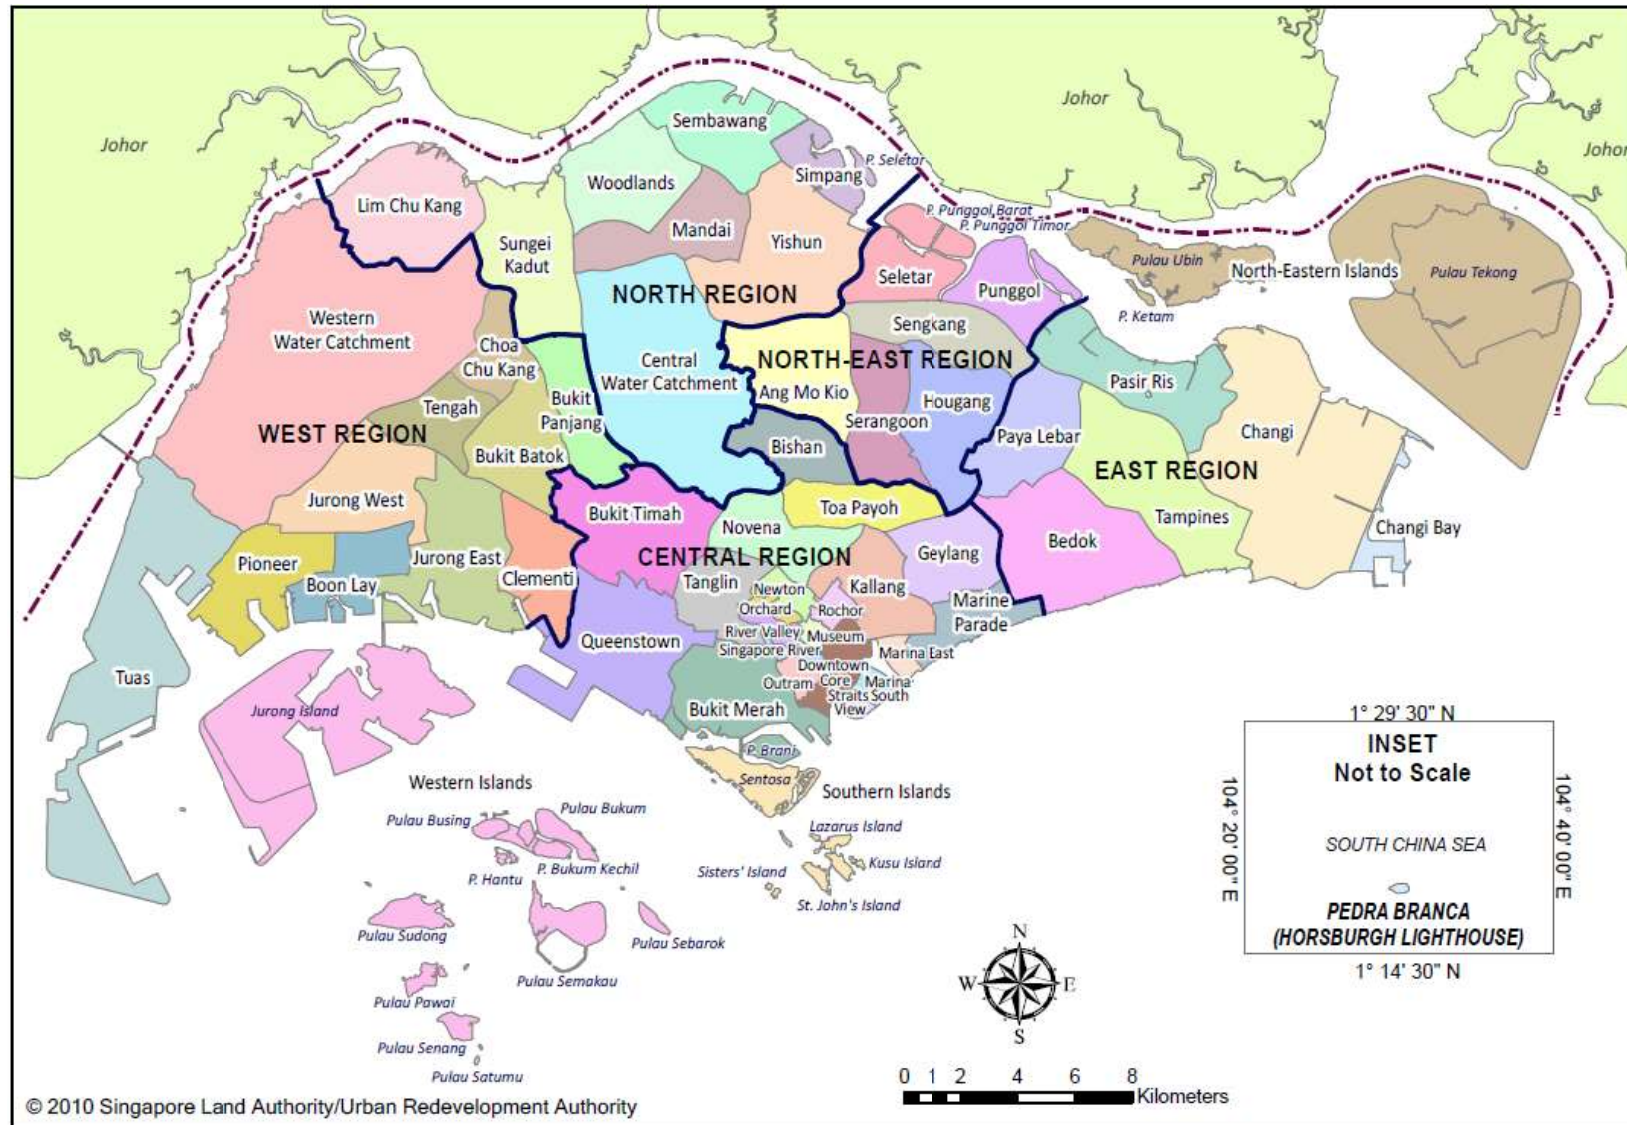 Johor
Johor
Johor
Sembawang
P. Seletar
Simpang
Woodlands
Lim Chu Kang
Mandai
Yishun
Sungei
Kadut
P. Punggol Barat
P. Punggol Timor
Seletar
Punggol
Pulau Ubin
North-Eastern Islands
Pulau Tekong
P. Ketam
NORTH REGION
Western
Water Catchment
Choa
Chu Kang
Central
Water Catchment
Sengkang
NORTH-EAST REGION
Ang Mo Kio
Hougang
Serangoon
Pasir Ris
Tengah
Bukit
Panjang
WEST REGION
Bukit Batok
Bishan
Paya Lebar
Changi
EAST REGION
Jurong West
Bukit Timah
Novena
Toa Payoh
Tampines
Changi Bay
Bedok
Pioneer
Boon Lay
Jurong East
Clementi
CENTRAL REGION
Tanglin
Newton
Orchard
Rochor
Kallang
Geylang
Marine
Parade
Queenstown
River Valley
Museum
Singapore River
Marina East
Downtown
Core
Outram
Marina
South
Straits
View
Bukit Merah
Tuas
Jurong Island
P. Brani
Sentosa
Western Islands
Southern Islands
Pulau Bukum
Pulau Busing
P. Bukum Kechil
P. Hantu
Lazarus Island
Kusu Island
Sisters' Island
St. John's Island
Pulau Sudong
Pulau Sebarok
Pulau Semakau
Pulau Pawai
Pulau Senang
Pulau Satumu
1° 29' 30" N
INSET
Not to Scale
104° 20' 00" E
104° 40' 00" E
SOUTH CHINA SEA
PEDRA BRANCA
(HORSBURGH LIGHTHOUSE)
1° 14' 30" N
N
W
E
S
0 1 2 4 6 8
Kilometers
© 2010 Singapore Land Authority/Urban Redevelopment Authority